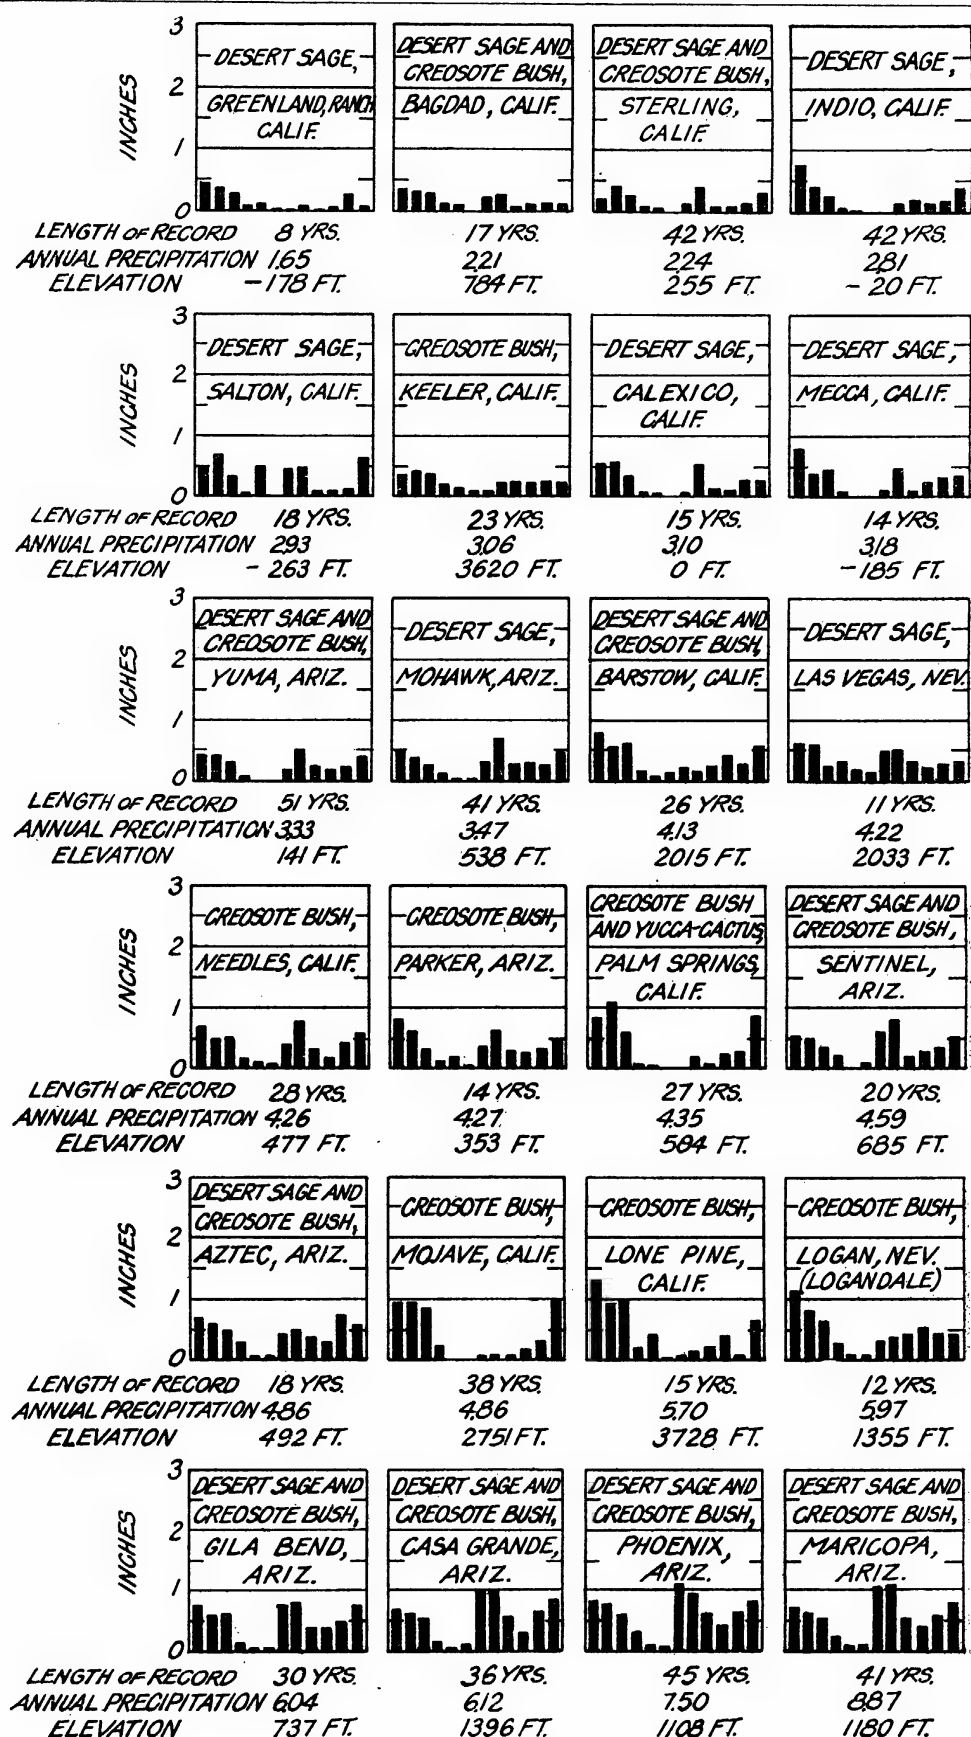 3
2
1
0
INCHES
DESERT SAGE,
GREENLAND, RANCH
CALIF.
DESERT SAGE AND
CREOSOTE BUSH,
BAGDAD, CALIF.
DESERT SAGE AND
CREOSOTE BUSH,
STERLING,
CALIF.
DESERT SAGE,
INDIO, CALIF.
LENGTH OF RECORD 8 YRS. 17 YRS. 42 YRS. 42 YRS.
ANNUAL PRECIPITATION 1.65 2.21 2.24 2.81
ELEVATION -178 FT. 784 FT. 255 FT. -20 FT.
3
2
1
0
INCHES
DESERT SAGE,
SALTON, CALIF.
CREOSOTE BUSH,
KEELER, CALIF.
DESERT SAGE,
CALEXICO,
CALIF.
DESERT SAGE,
MECCA, CALIF.
LENGTH OF RECORD 18 YRS. 23 YRS. 15 YRS. 14 YRS.
ANNUAL PRECIPITATION 2.93 3.06 3.10 3.18
ELEVATION -263 FT. 3620 FT. 0 FT. -185 FT.
3
2
1
0
INCHES
DESERT SAGE AND
CREOSOTE BUSH,
YUMA, ARIZ.
DESERT SAGE,
MOHAWK, ARIZ.
DESERT SAGE AND
CREOSOTE BUSH,
BARSTOW, CALIF.
DESERT SAGE,
LAS VEGAS, NEV.
LENGTH OF RECORD 51 YRS. 41 YRS. 26 YRS. 11 YRS.
ANNUAL PRECIPITATION 3.33 3.47 4.13 4.22
ELEVATION 141 FT. 538 FT. 2015 FT. 2033 FT.
3
2
1
0
INCHES
CREOSOTE BUSH,
NEEDLES, CALIF.
CREOSOTE BUSH,
PARKER, ARIZ.
CREOSOTE BUSH
AND YUCCA-CACTUS,
PALM SPRINGS,
CALIF.
DESERT SAGE AND
CREOSOTE BUSH,
SENTINEL,
ARIZ.
LENGTH OF RECORD 28 YRS. 14 YRS. 27 YRS. 20 YRS.
ANNUAL PRECIPITATION 4.26 4.27 4.35 4.59
ELEVATION 477 FT. 353 FT. 584 FT. 685 FT.
3
2
1
0
INCHES
DESERT SAGE AND
CREOSOTE BUSH,
AZTEC, ARIZ.
CREOSOTE BUSH,
MOJAVE, CALIF.
CREOSOTE BUSH,
LONE PINE,
CALIF.
CREOSOTE BUSH,
LOGAN, NEV.
(LOGANDALE)
LENGTH OF RECORD 18 YRS. 38 YRS. 15 YRS. 12 YRS.
ANNUAL PRECIPITATION 4.86 4.86 5.70 5.97
ELEVATION 492 FT. 2751 FT. 3728 FT. 1355 FT.
3
2
1
0
INCHES
DESERT SAGE AND
CREOSOTE BUSH,
GILA BEND,
ARIZ.
DESERT SAGE AND
CREOSOTE BUSH,
CASA GRANDE,
ARIZ.
DESERT SAGE AND
CREOSOTE BUSH,
PHOENIX,
ARIZ.
DESERT SAGE AND
CREOSOTE BUSH,
MARICOPA,
ARIZ.
LENGTH OF RECORD 30 YRS. 36 YRS. 45 YRS. 41 YRS.
ANNUAL PRECIPITATION 6.04 6.12 7.50 8.87
ELEVATION 737 FT. 1396 FT. 1108 FT. 1180 FT.